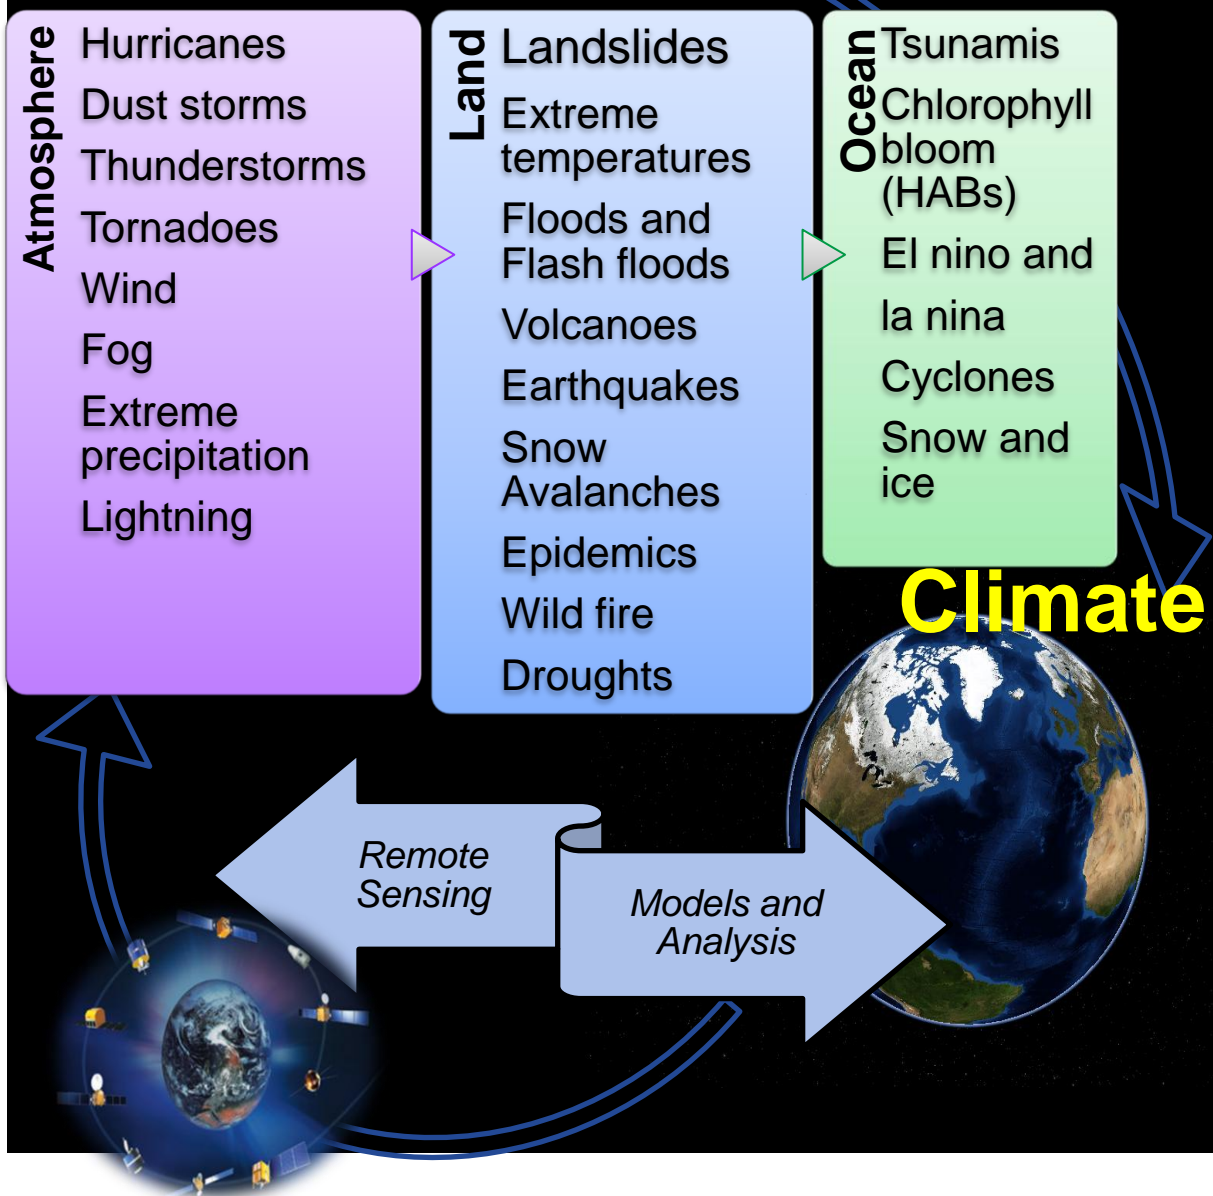 Atmosphere
Hurricanes
Dust storms
Thunderstorms
Tornadoes
Wind
Fog
Extreme
precipitation
Lightning
Land
Landslides
Extreme
temperatures
Floods and
Flash floods
Volcanoes
Earthquakes
Snow
Avalanches
Epidemics
Wild fire
Droughts
Ocean
Tsunamis
Chlorophyll
bloom
(HABs)
El nino and
la nina
Cyclones
Snow and
ice
Climate
Remote
Sensing
Models and
Analysis